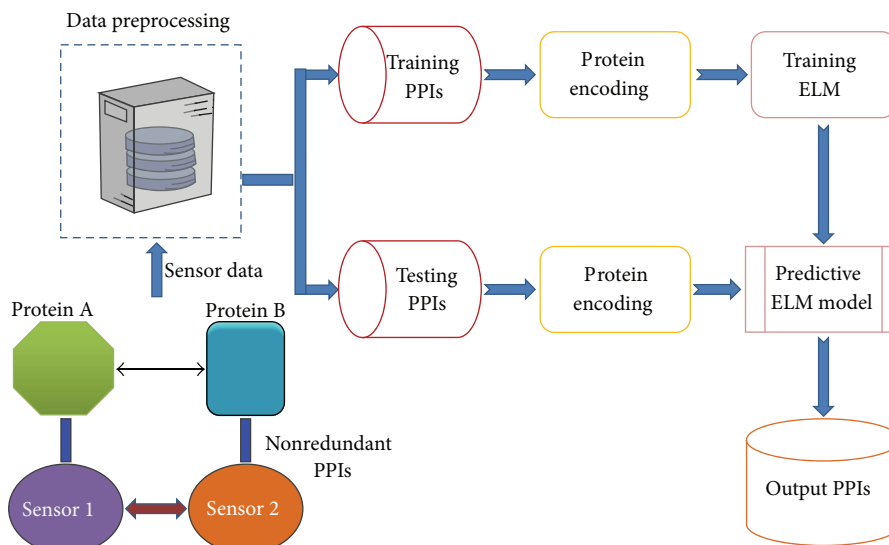 Data preprocessing
Training
PPIs
Protein
encoding
Training
ELM
Sensor data
Testing
PPIs
Protein
encoding
Predictive
ELM model
Protein A
Protein B
Nonredundant
PPIs
Sensor 1
Sensor 2
Output PPIs